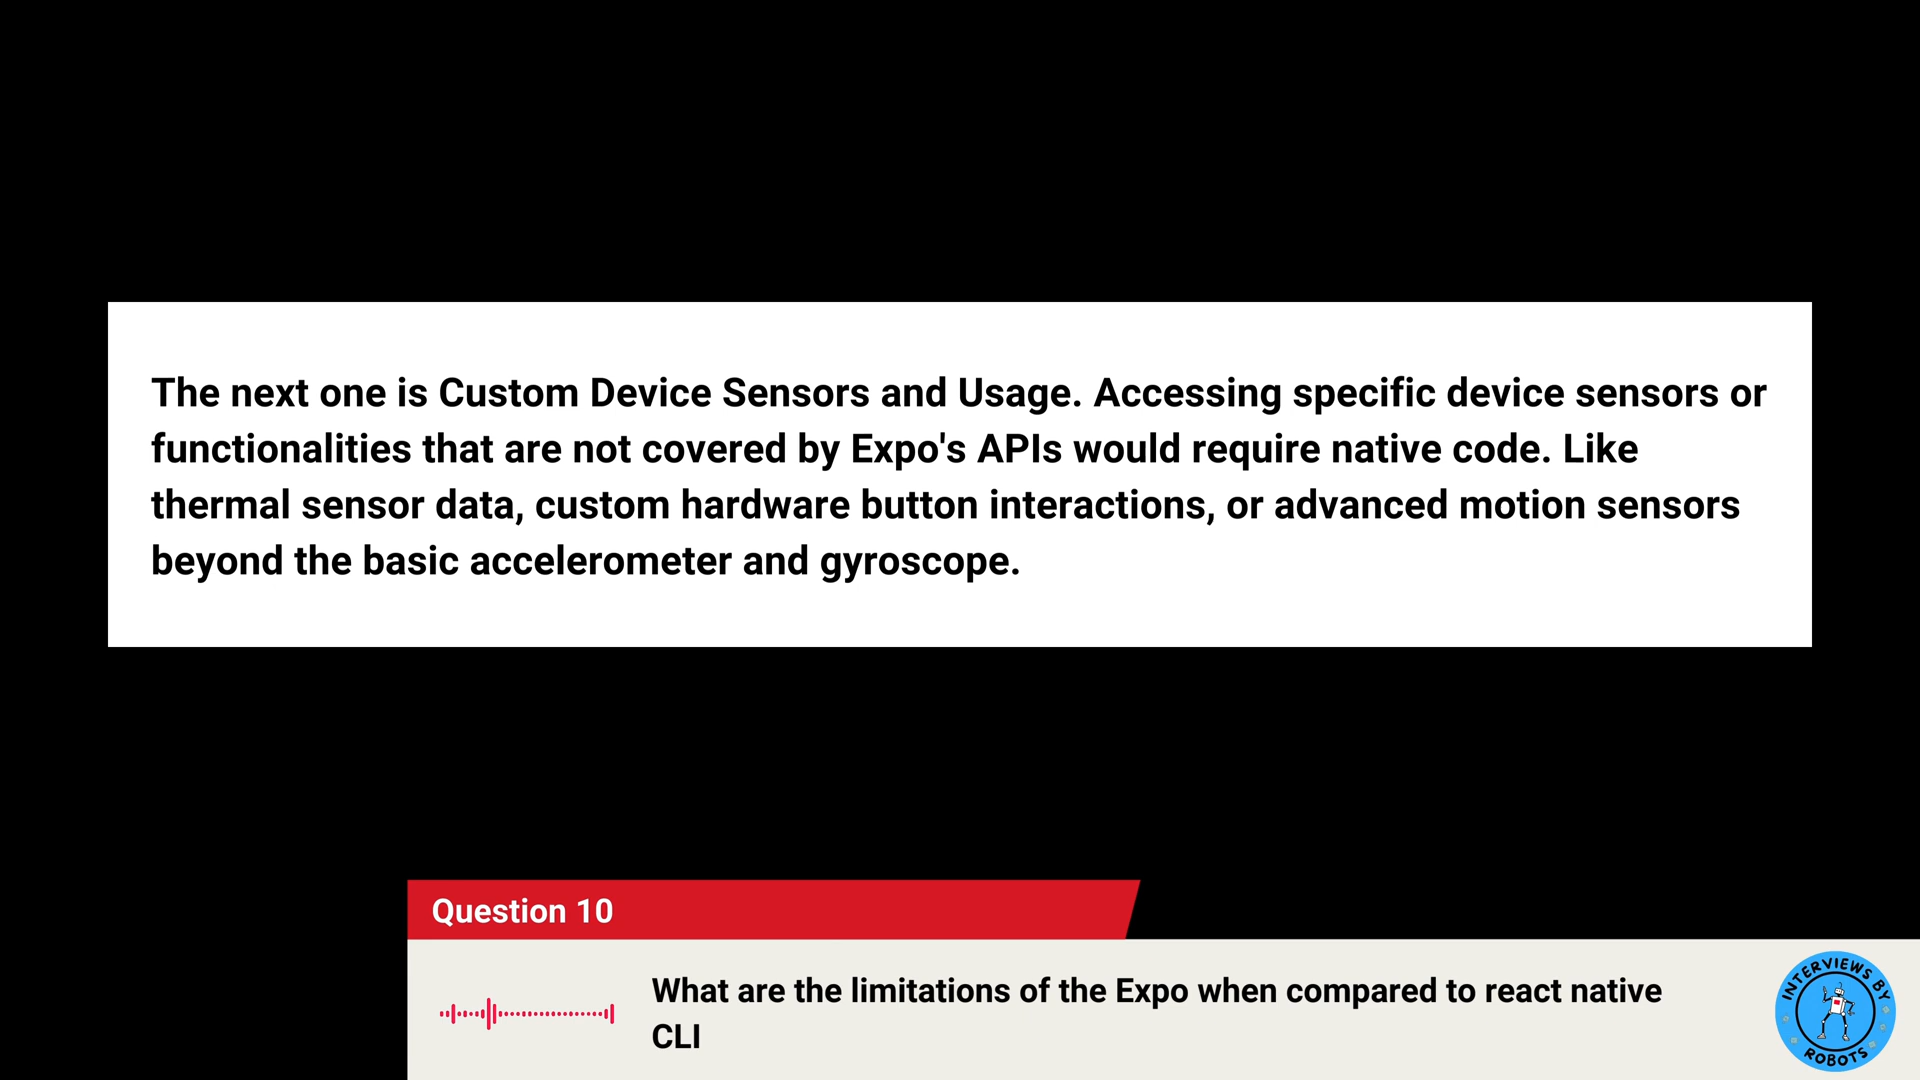 The next one is Custom Device Sensors and Usage. Accessing specific device sensors or
functionalities that are not covered by Expo's APIs would require native code. Like
thermal sensor data, custom hardware button interactions, or advanced motion sensors
beyond the basic accelerometer and gyroscope.
Question 10
What are the limitations of the Expo when compared to react native
CLI
INTERVIEWS BY
ROBOTS